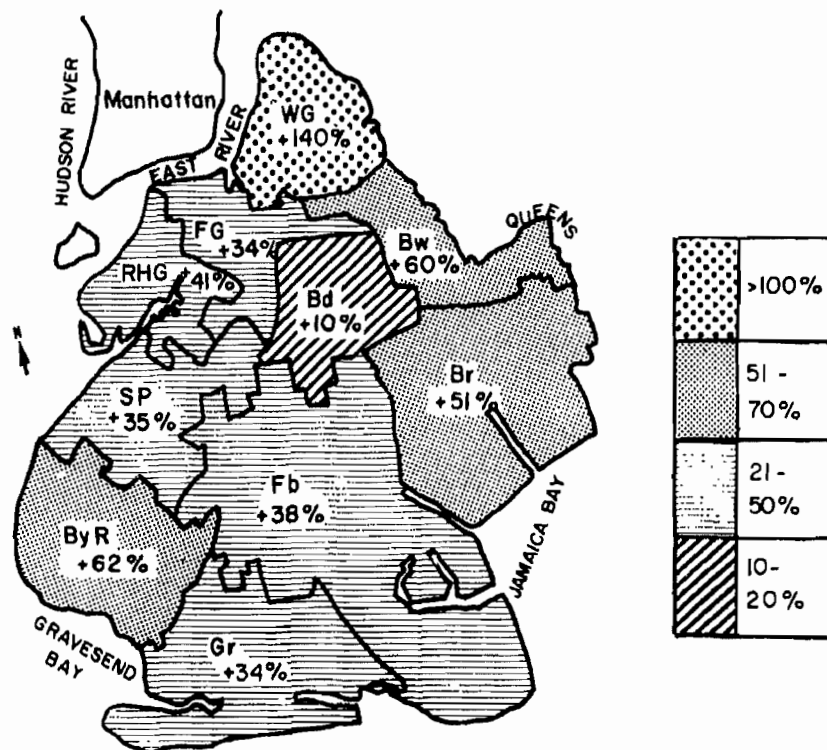 HUDSON RIVER
Manhattan
EAST RIVER
WG
+140%
QUEENS
FG
+34%
Bw
+60%
RHG +41%
Bd
+10%
N
SP
+35%
Br
+51%
Fb
+38%
ByR
+62%
JAMAICA BAY
GRAVESEND
BAY
Gr
+34%
>100%
51 -
70%
21 -
50%
10-
20%